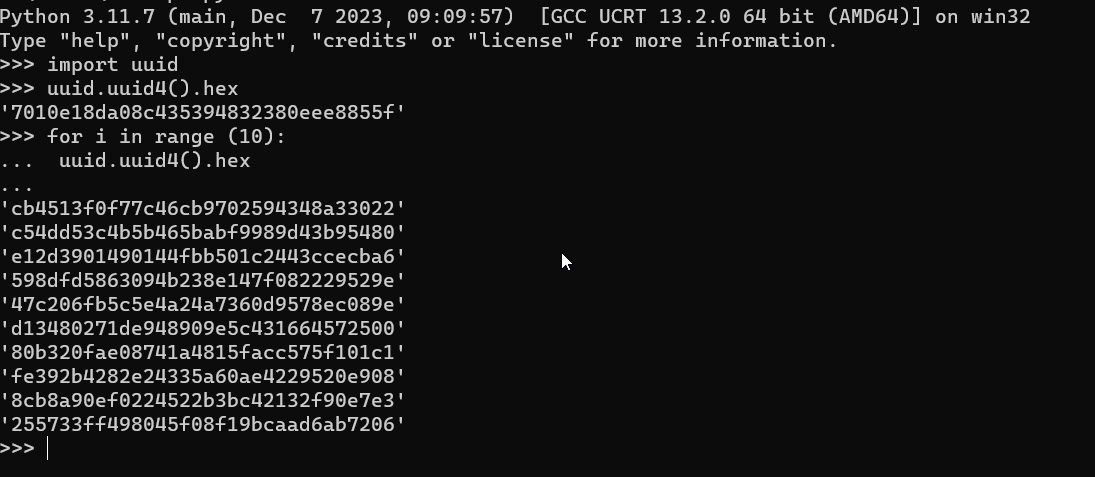 Python 3.11.7 (main, Dec  7 2023, 09:09:57)  [GCC UCRT 13.2.0 64 bit (AMD64)] on win32
Type "help", "copyright", "credits" or "license" for more information.
>>> import uuid
>>> uuid.uuid4().hex
'7010e18da08c435394832380eee8855f'
>>> for i in range (10):
...  uuid.uuid4().hex
...
'cb4513f0f77c46cb9702594348a33022'
'c54dd53c4b5b465babf9989d43b95480'
'e12d3901490144fbb501c2443ccecba6'
'598dfd5863094b238e147f082229529e'
'47c206fb5c5e4a24a7360d9578ec089e'
'd13480271de948909e5c431664572500'
'80b320fae08741a4815facc575f101c1'
'fe392b4282e24335a60ae4229520e908'
'8cb8a90ef0224522b3bc42132f90e7e3'
'255733ff498045f08f19bcaad6ab7206'
>>>